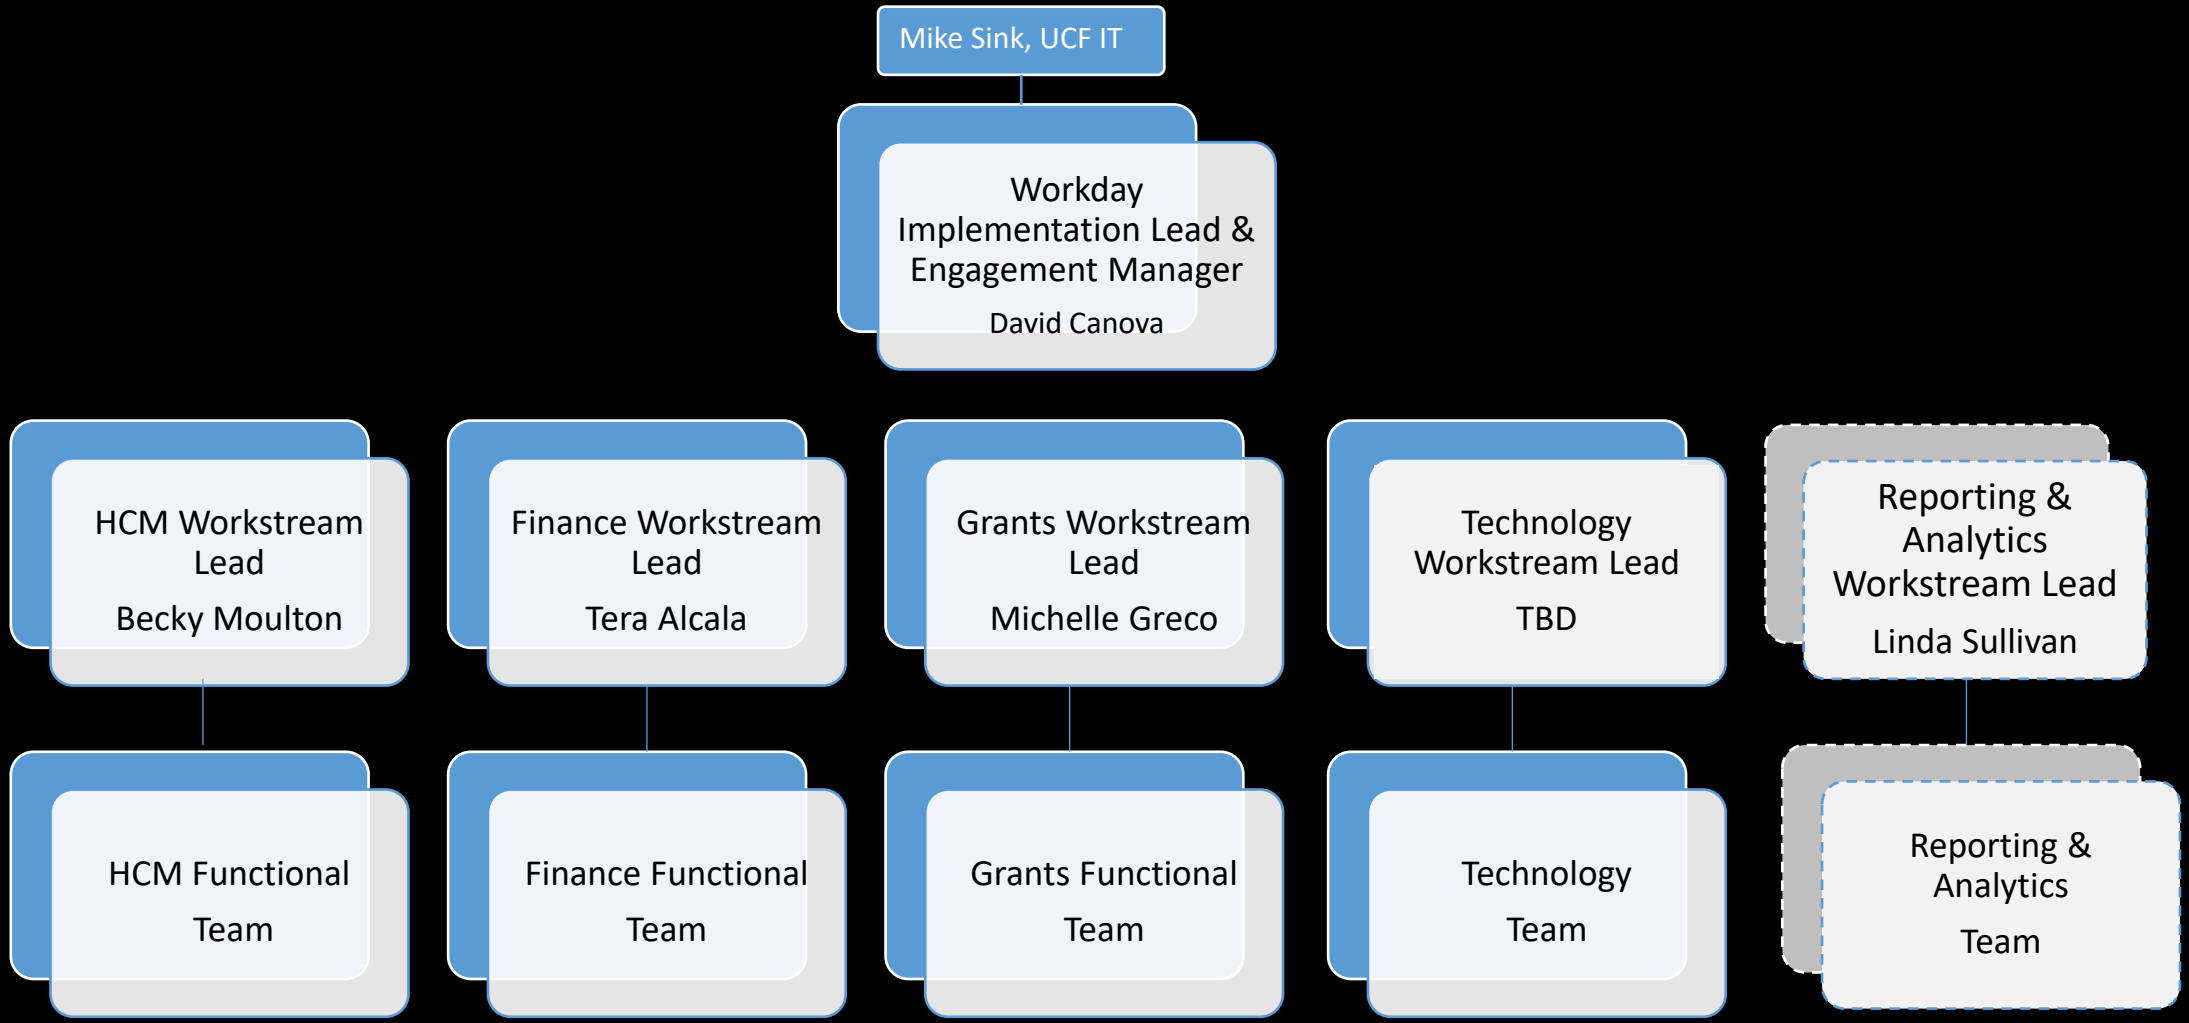 Mike Sink, UCF IT
Workday
Implementation Lead &
Engagement Manager
David Canova
HCM Workstream
Lead
Becky Moulton
Finance Workstream
Lead
Tera Alcala
Grants Workstream
Lead
Michelle Greco
Technology
Workstream Lead
TBD
Reporting &
Analytics
Workstream Lead
Linda Sullivan
HCM Functional
Team
Finance Functional
Team
Grants Functional
Team
Technology
Team
Reporting &
Analytics
Team